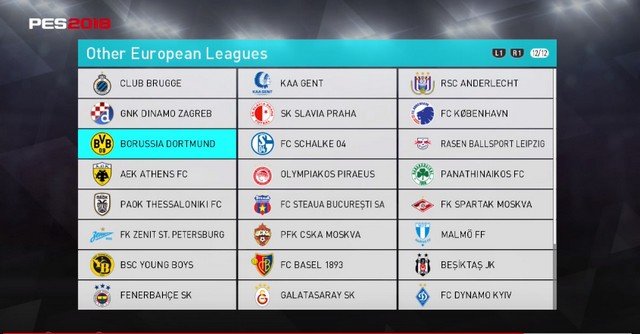 PES2018
Other European Leagues
L1 R1 12/12
CLUB BRUGGE KAA GENT RSC ANDERLECHT
GNK DINAMO ZAGREB SK SLAVIA PRAHA FC KØBENHAVN
BORUSSIA DORTMUND FC SCHALKE 04 RASEN BALLSPORT LEIPZIG
AEK ATHENS FC OLYMPIAKOS PIRAEUS PANATHINAIKOS FC
PAOK THESSALONIKI FC FC STEAUA BUCUREȘTI SA FK SPARTAK MOSKVA
FK ZENIT ST. PETERSBURG PFK CSKA MOSKVA MALMÖ FF
BSC YOUNG BOYS FC BASEL 1893 BEŞİKTAŞ JK
FENERBAHÇE SK GALATASARAY SK FC DYNAMO KYIV